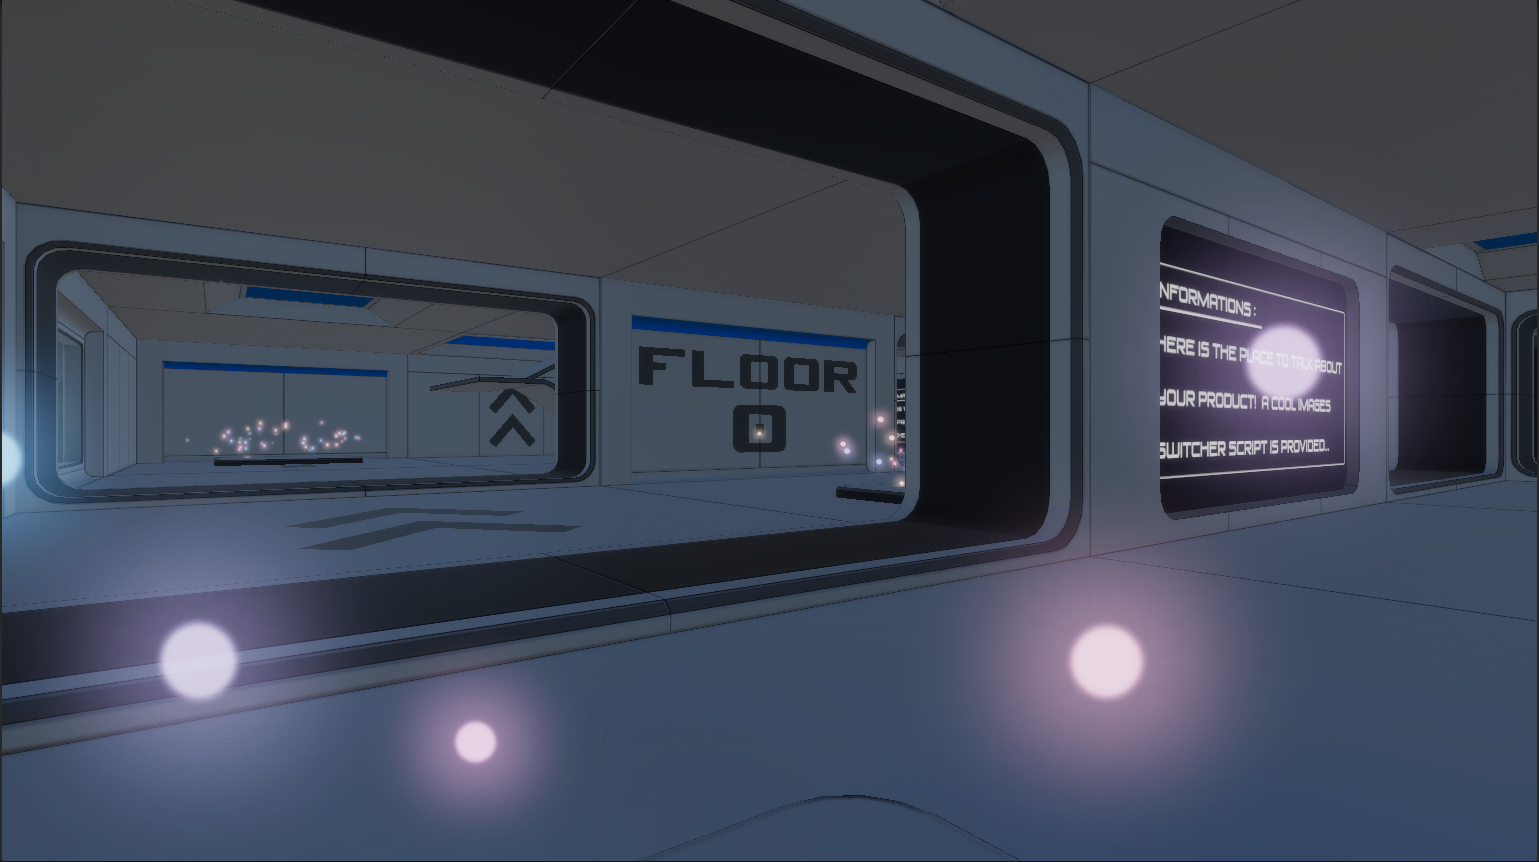 FLOOR
0
NFORMATIONS :
HERE IS THE PLACE TO TALK ABOUT
YOUR PRODUCT! A COOL IMAGES
SWITCHER SCRIPT IS PROVIDED...